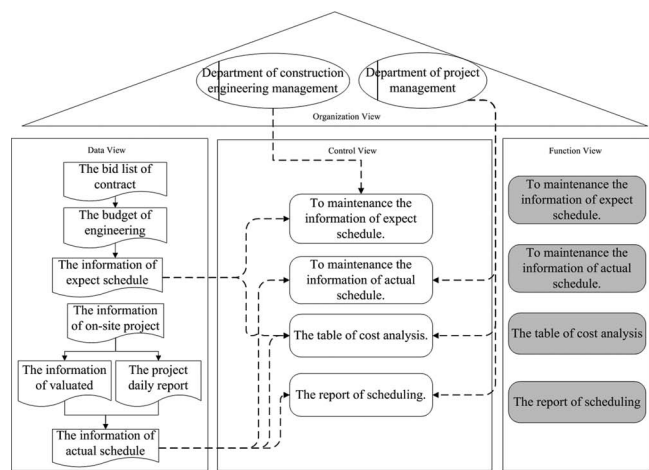 Department of construction
engineering management
Department of project
management
Organization View
Data View
The bid list of
contract
The budget of
engineering
The information of
expect schedule
The information
of on-site project
The information
of valuated
The project
daily report
The information of
actual schedule
Control View
To maintenance the
information of expect
schedule.
To maintenance the
information of actual
schedule.
The table of cost analysis.
The report of scheduling.
Function View
To maintenance the
information of expect
schedule.
To maintenance the
information of actual
schedule.
The table of cost analysis
The report of scheduling